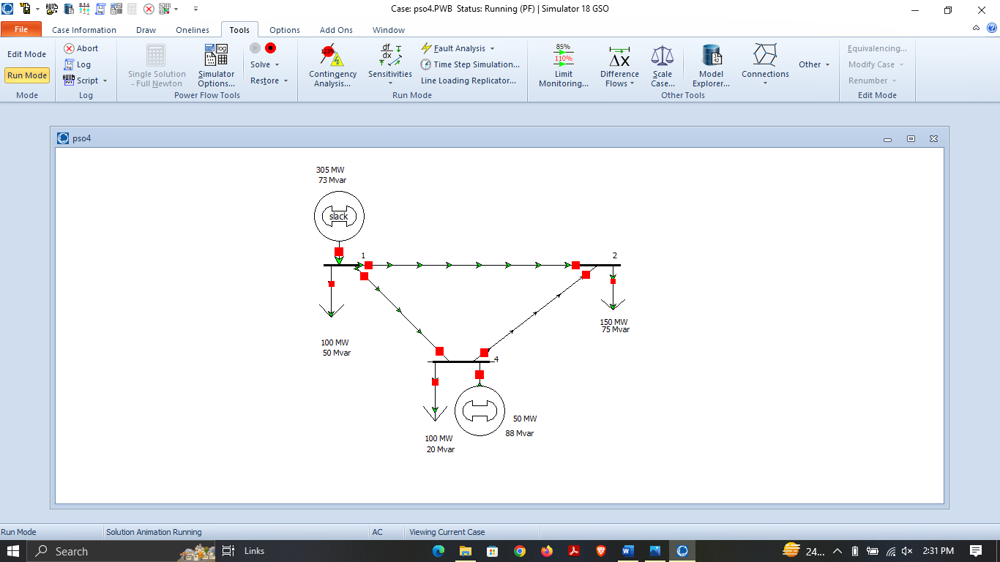 Case: pso4.PWB Status: Running (PF) | Simulator 18 GSO
File Case Information Draw Onelines Tools Options Add Ons Window
Edit Mode
Run Mode
Mode
Abort
Log
Script
Log
Single Solution - Full Newton
Simulator Options...
Solve
Restore
Power Flow Tools
Contingency Analysis...
Sensitivities
Fault Analysis
Time Step Simulation...
Line Loading Replicator...
Run Mode
85%
110%
Limit Monitoring...
Difference Flows
Scale Case...
Model Explorer...
Connections
Other
Other Tools
Equivalencing...
Modify Case
Renumber
Edit Mode
pso4
305 MW
73 Mvar
slack
1
2
150 MW
75 Mvar
100 MW
50 Mvar
4
50 MW
88 Mvar
100 MW
20 Mvar
Run Mode Solution Animation Running AC Viewing Current Case
Search Links 24... 2:31 PM